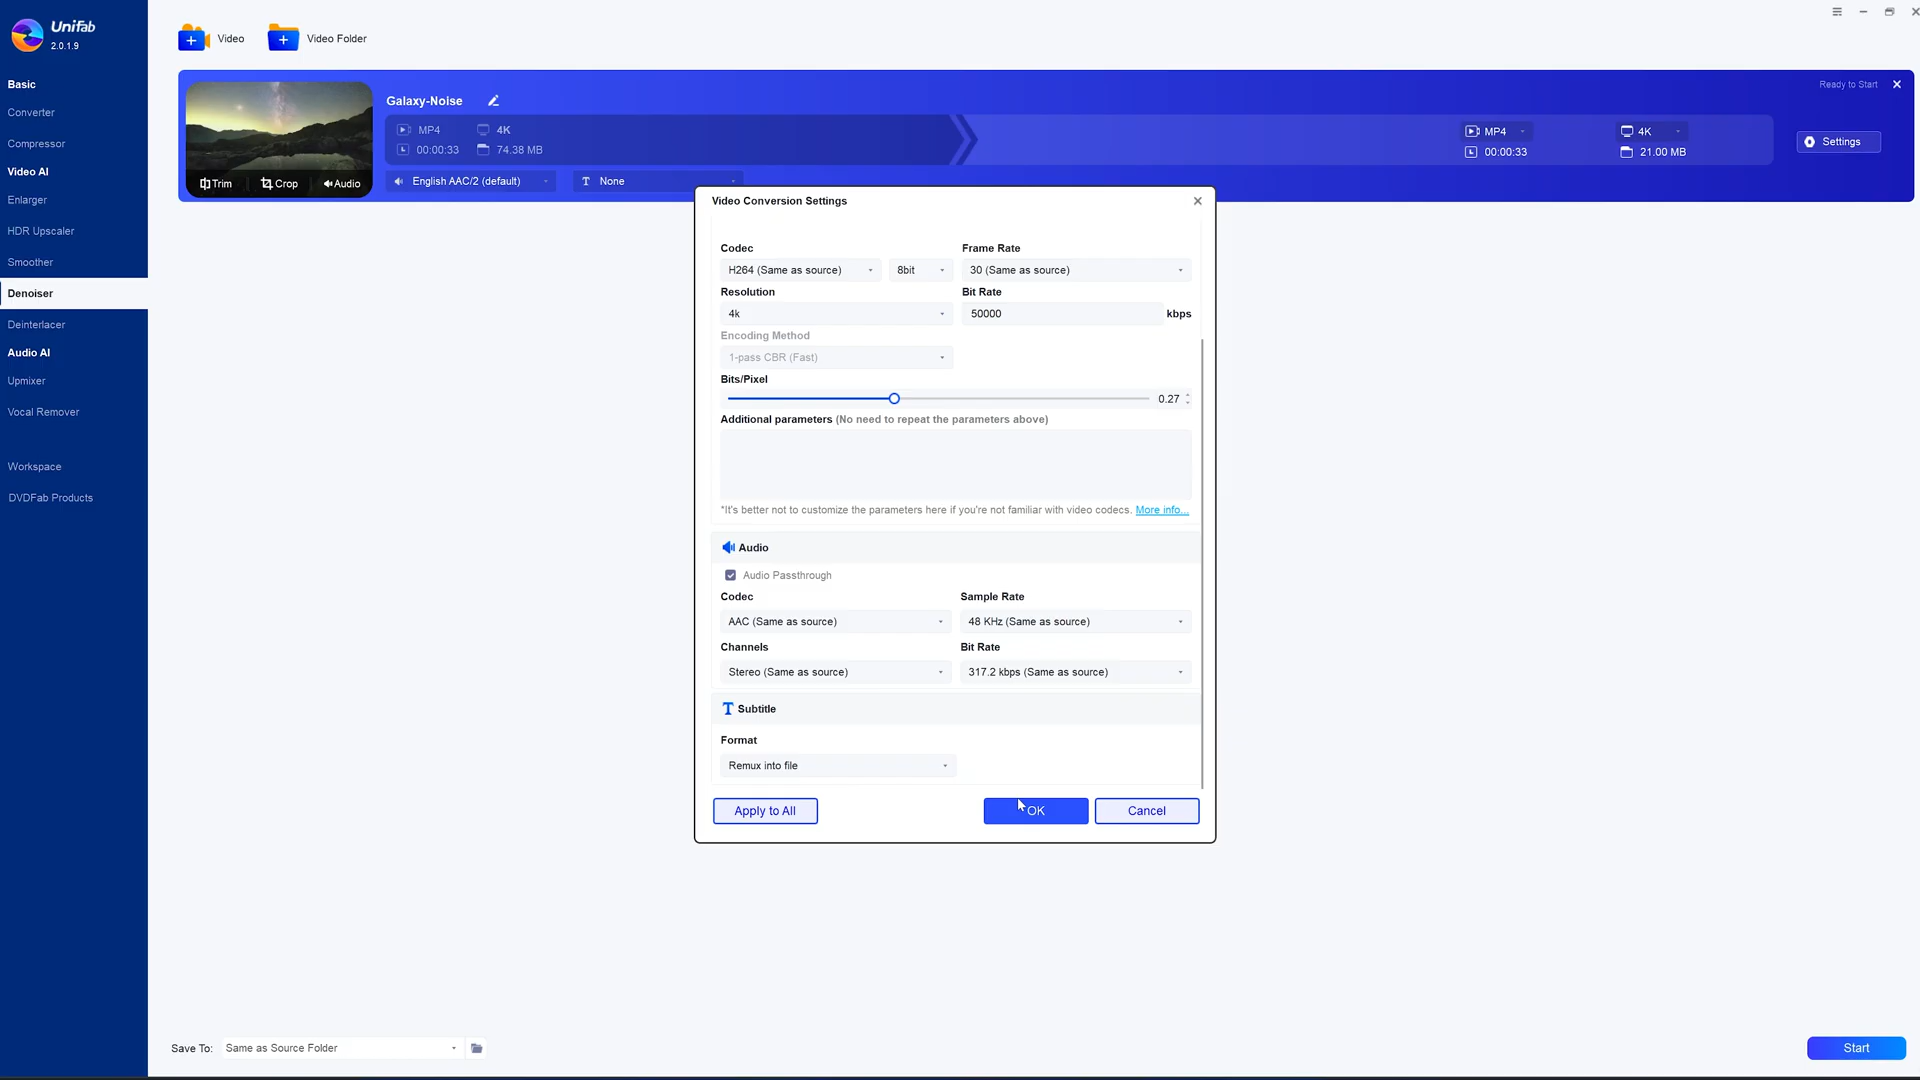 UniFab
2.0.1.9
Video
Video Folder
Basic
Converter
Compressor
Video AI
Enlarger
HDR Upscaler
Smoother
Denoiser
Deinterlacer
Audio AI
Upmixer
Vocal Remover
Workspace
DVDFab Products
Ready to Start
Galaxy-Noise
MP4
4K
00:00:33
74.38 MB
MP4
4K
00:00:33
21.00 MB
Settings
Trim
Crop
Audio
English AAC/2 (default)
T None
Video Conversion Settings
Codec
Frame Rate
H264 (Same as source)
8bit
30 (Same as source)
Resolution
Bit Rate
4k
50000
kbps
Encoding Method
1-pass CBR (Fast)
Bits/Pixel
0.27
Additional parameters (No need to repeat the parameters above)
*It's better not to customize the parameters here if you're not familiar with video codecs. More info...
Audio
Audio Passthrough
Codec
Sample Rate
AAC (Same as source)
48 KHz (Same as source)
Channels
Bit Rate
Stereo (Same as source)
317.2 kbps (Same as source)
T Subtitle
Format
Remux into file
Apply to All
OK
Cancel
Save To:
Same as Source Folder
Start